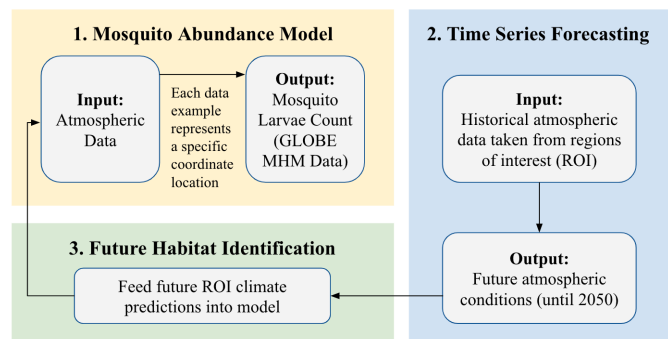 1. Mosquito Abundance Model
Input:
Atmospheric
Data
Each data
example
represents
a specific
coordinate
location
Output:
Mosquito
Larvae Count
(GLOBE
MHM Data)
2. Time Series Forecasting
Input:
Historical atmospheric
data taken from regions
of interest (ROI)
Output:
Future atmospheric
conditions (until 2050)
3. Future Habitat Identification
Feed future ROI climate
predictions into model